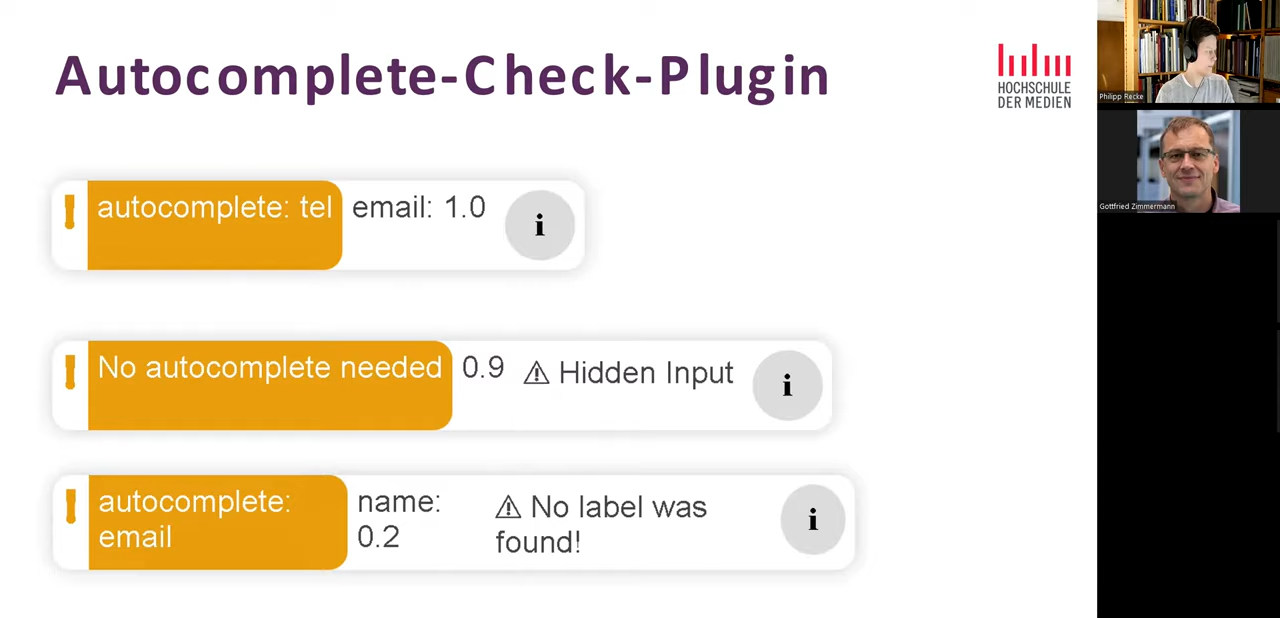 Autocomplete-Check-Plugin
HOCHSCHULE
DER MEDIEN
Philipp Recke
Gottfried Zimmermann
! autocomplete: tel email: 1.0 i
! No autocomplete needed 0.9 ⚠ Hidden Input i
! autocomplete: name: ⚠ No label was i
email 0.2 found!